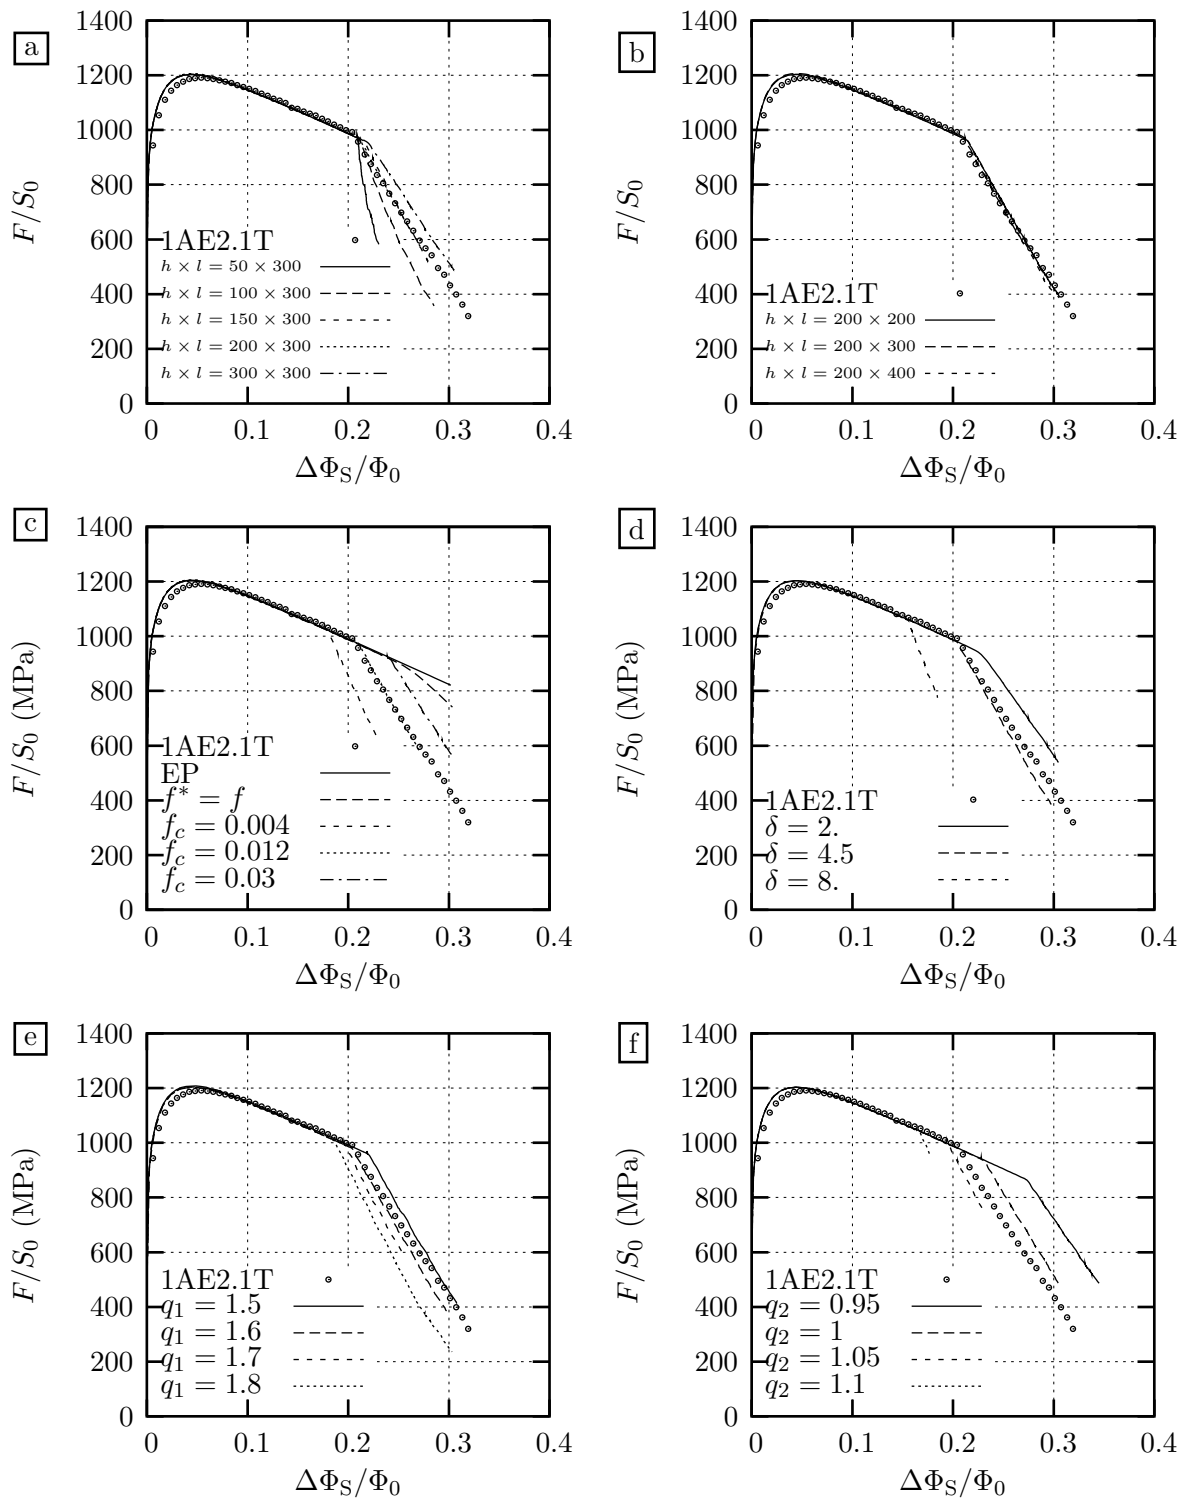 a
1400
1200
1000
800
600
400
200
0
F/S₀
1AE2.1T
h × l = 50 × 300
h × l = 100 × 300
h × l = 150 × 300
h × l = 200 × 300
h × l = 300 × 300
0 0.1 0.2 0.3 0.4
ΔΦ_S/Φ₀
b
1400
1200
1000
800
600
400
200
0
F/S₀
1AE2.1T
h × l = 200 × 200
h × l = 200 × 300
h × l = 200 × 400
0 0.1 0.2 0.3 0.4
ΔΦ_S/Φ₀
c
1400
1200
1000
800
600
400
200
0
F/S₀ (MPa)
1AE2.1T
EP
f* = f
f_c = 0.004
f_c = 0.012
f_c = 0.03
0 0.1 0.2 0.3 0.4
ΔΦ_S/Φ₀
d
1400
1200
1000
800
600
400
200
0
F/S₀ (MPa)
1AE2.1T
δ = 2.
δ = 4.5
δ = 8.
0 0.1 0.2 0.3 0.4
ΔΦ_S/Φ₀
e
1400
1200
1000
800
600
400
200
0
F/S₀ (MPa)
1AE2.1T
q₁ = 1.5
q₁ = 1.6
q₁ = 1.7
q₁ = 1.8
0 0.1 0.2 0.3 0.4
ΔΦ_S/Φ₀
f
1400
1200
1000
800
600
400
200
0
F/S₀ (MPa)
1AE2.1T
q₂ = 0.95
q₂ = 1
q₂ = 1.05
q₂ = 1.1
0 0.1 0.2 0.3 0.4
ΔΦ_S/Φ₀